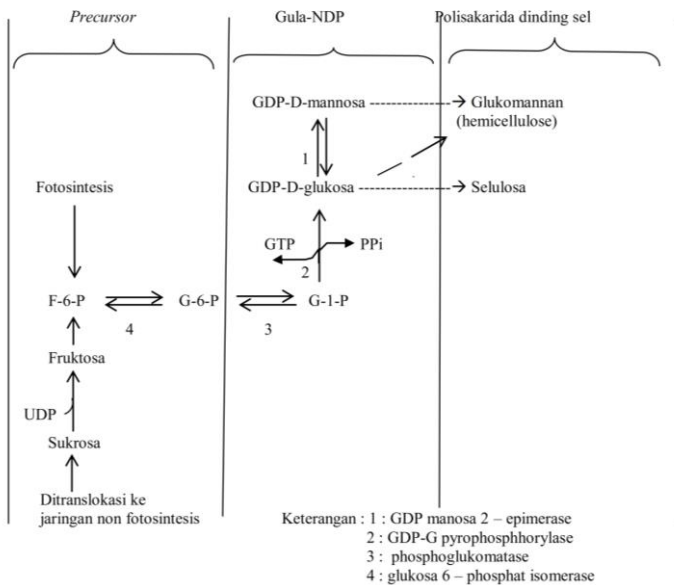 Precursor
Gula-NDP
Polisakarida dinding sel
GDP-D-mannosa
Glukomannan
(hemicellulose)
1
Fotosintesis
GDP-D-glukosa
Selulosa
GTP
PPi
2
F-6-P
G-6-P
G-1-P
4
3
Fruktosa
UDP
Sukrosa
Ditranslokasi ke
jaringan non fotosintesis
Keterangan : 1 : GDP manosa 2 – epimerase
2 : GDP-G pyrophosphhorylase
3 : phosphoglukomatase
4 : glukosa 6 – phosphat isomerase